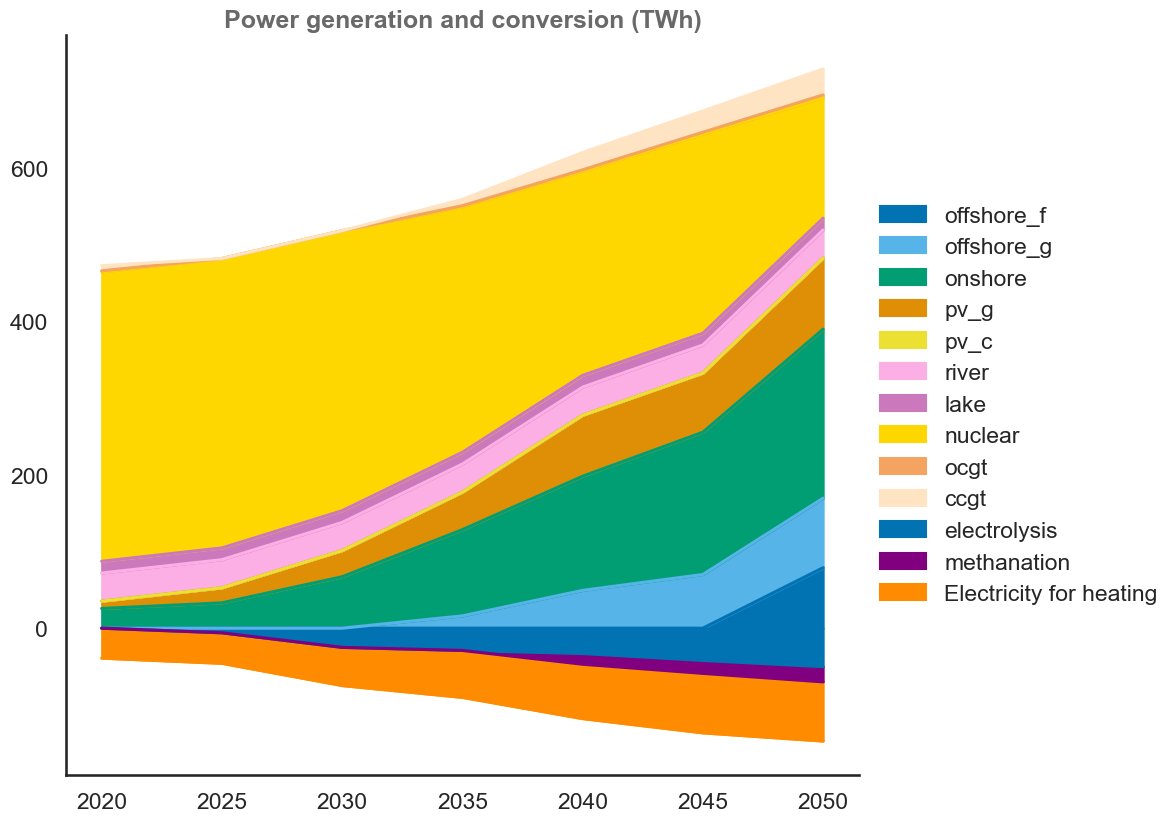 Power generation and conversion (TWh)
600
400
200
0
2020 2025 2030 2035 2040 2045 2050
offshore_f
offshore_g
onshore
pv_g
pv_c
river
lake
nuclear
ocgt
ccgt
electrolysis
methanation
Electricity for heating